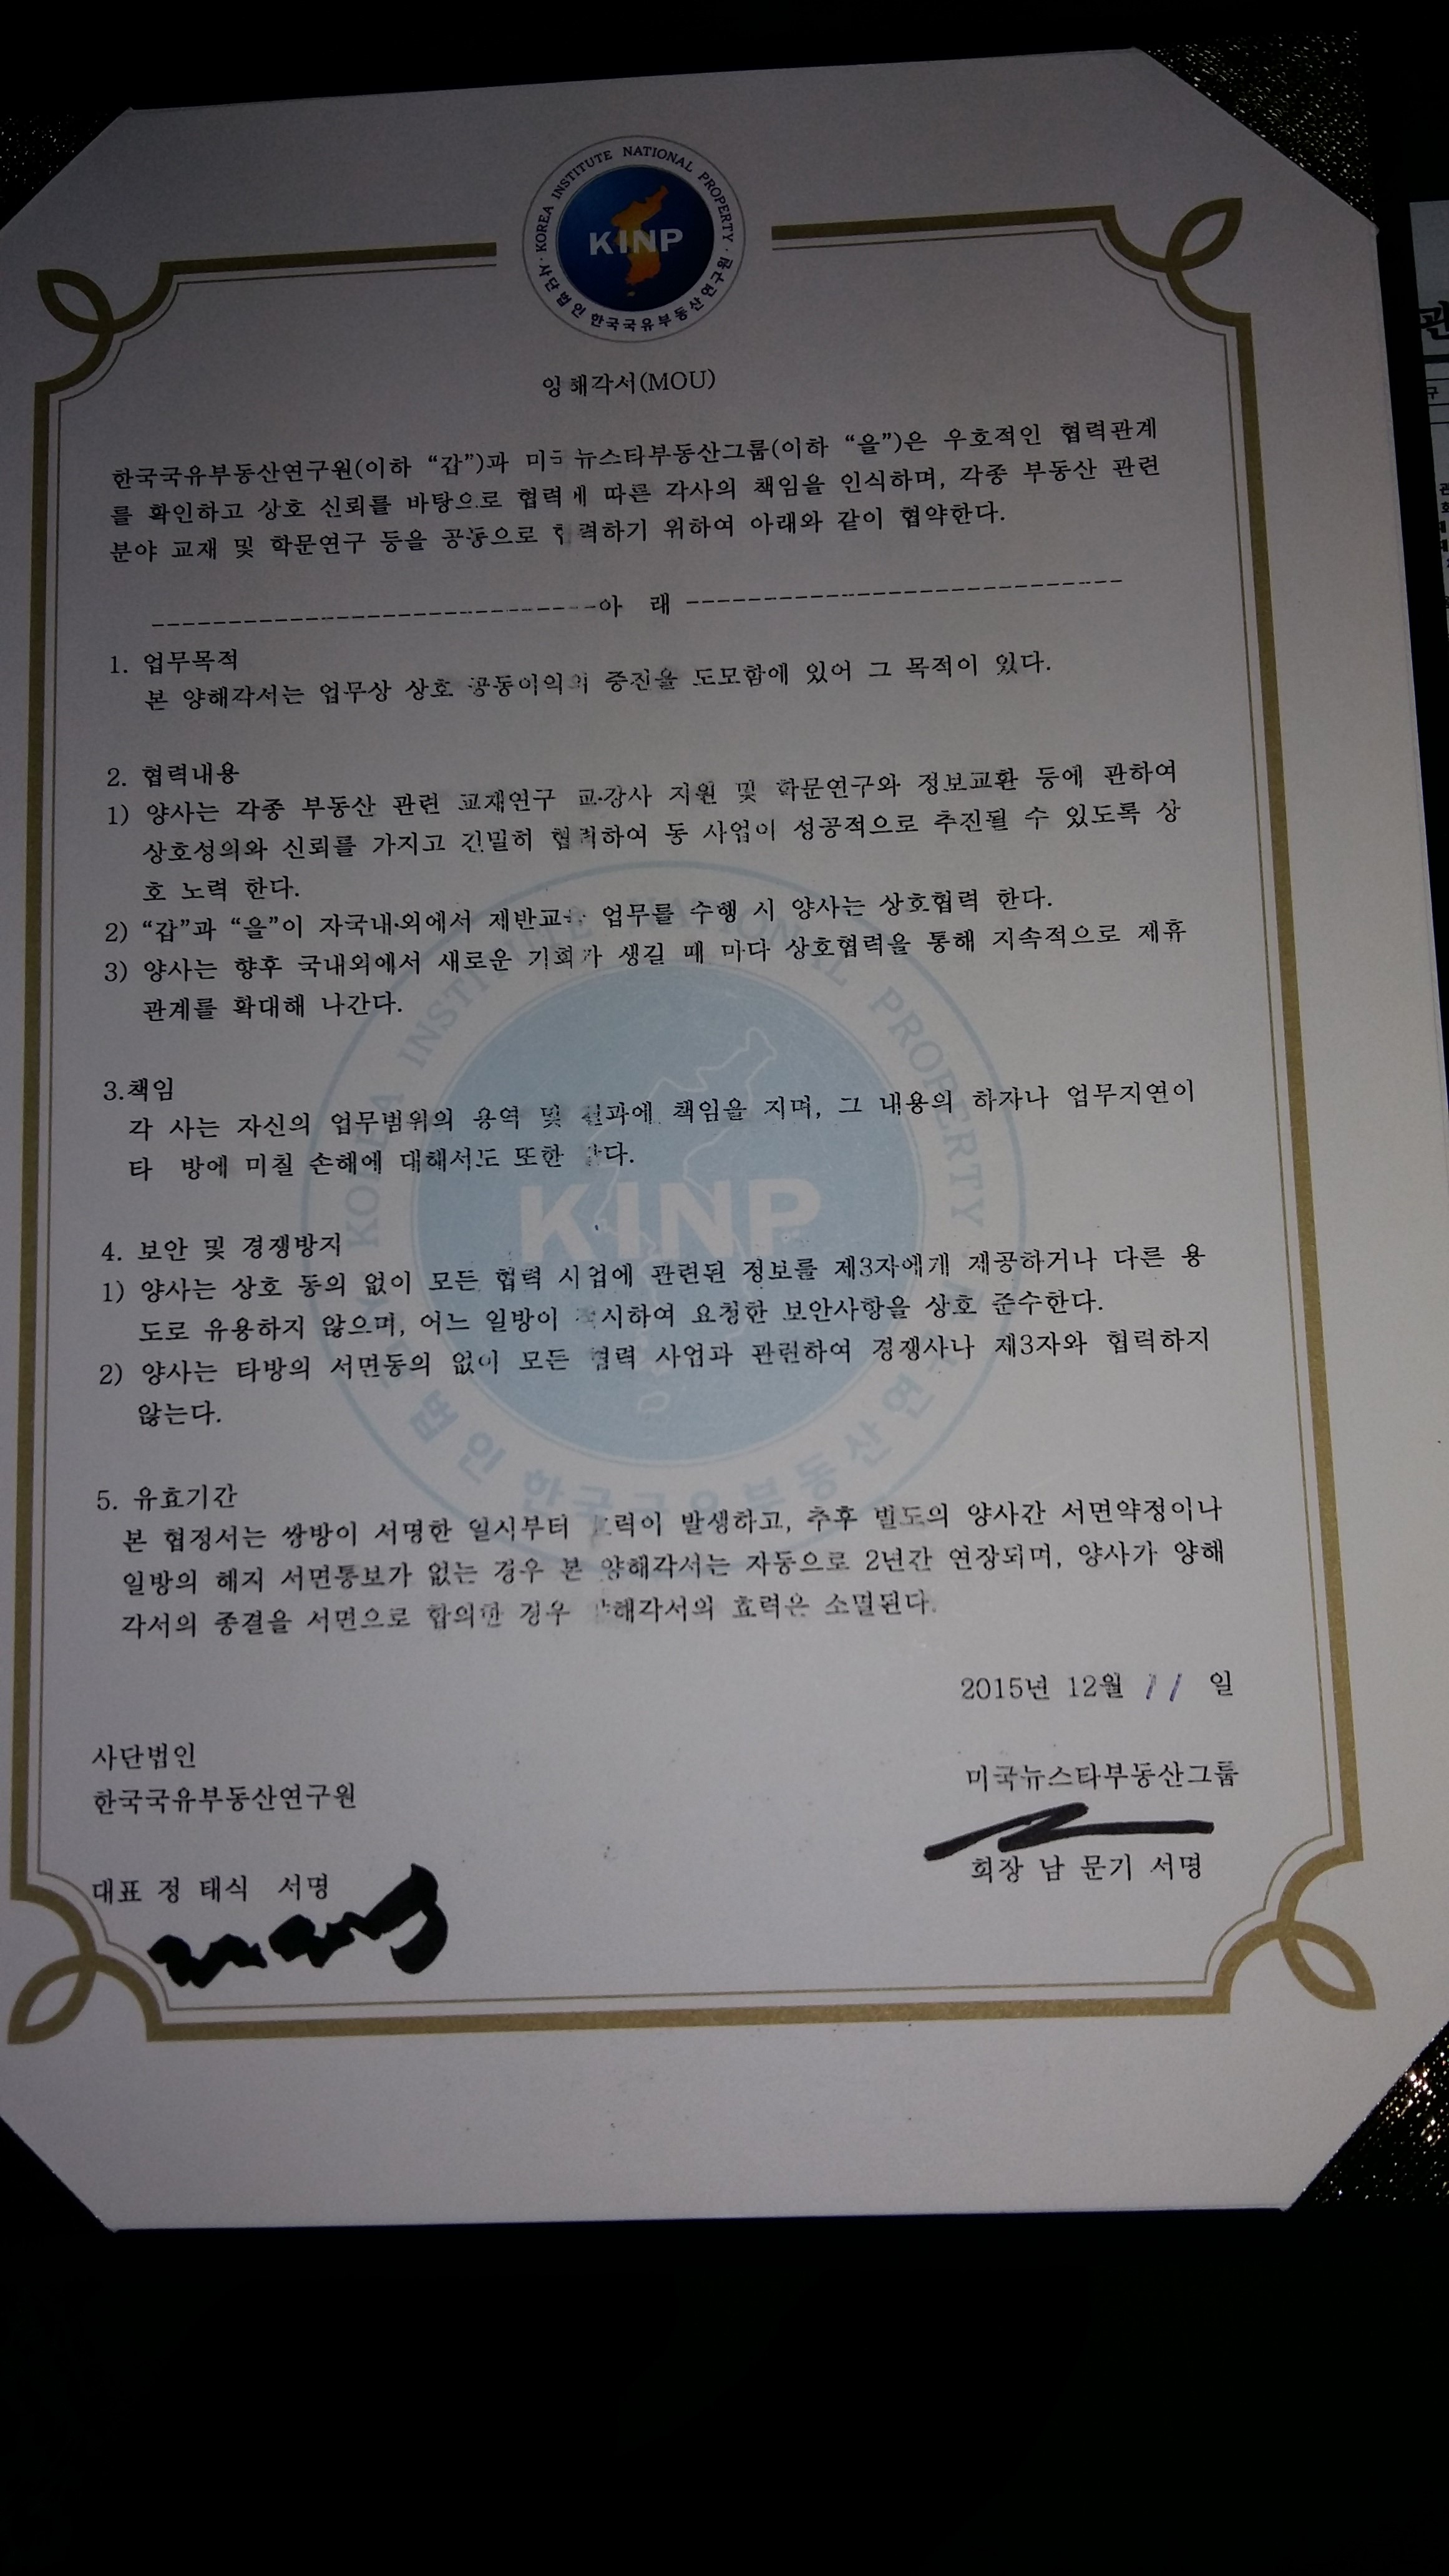 · KOREA INSTITUTE NATIONAL PROPERTY ·
KINP
사단법인 한국국유부동산연구원
양해각서(MOU)
한국국유부동산연구원(이하 “갑”)과 미국 뉴스타부동산그룹(이하 “을”)은 우호적인 협력관계
를 확인하고 상호 신뢰를 바탕으로 협력에 따른 각사의 책임을 인식하며, 각종 부동산 관련
분야 교재 및 학문연구 등을 공동으로 협력하기 위하여 아래와 같이 협약한다.
------------------------------아 래------------------------------
1. 업무목적
본 양해각서는 업무상 상호 공동이익의 증진을 도모함에 있어 그 목적이 있다.
2. 협력내용
1) 양사는 각종 부동산 관련 교재연구 교·강사 지원 및 학문연구와 정보교환 등에 관하여
상호성의와 신뢰를 가지고 긴밀히 협력하여 동 사업이 성공적으로 추진될 수 있도록 상
호 노력 한다.
2) “갑”과 “을”이 자국내·외에서 제반교육 업무를 수행 시 양사는 상호협력 한다.
3) 양사는 향후 국내외에서 새로운 기회가 생길 때 마다 상호협력을 통해 지속적으로 제휴
관계를 확대해 나간다.
3.책임
각 사는 자신의 업무범위의 용역 및 결과에 책임을 지며, 그 내용의 하자나 업무지연이
타 방에 미칠 손해에 대해서도 또한 같다.
4. 보안 및 경쟁방지
1) 양사는 상호 동의 없이 모든 협력 사업에 관련된 정보를 제3자에게 제공하거나 다른 용
도로 유용하지 않으며, 어느 일방이 시하여 요청한 보안사항을 상호 준수한다.
2) 양사는 타방의 서면동의 없이 모든 협력 사업과 관련하여 경쟁사나 제3자와 협력하지
않는다.
5. 유효기간
본 협정서는 쌍방이 서명한 일시부터 효력이 발생하고, 추후 별도의 양사간 서면약정이나
일방의 해지 서면통보가 없는 경우 본 양해각서는 자동으로 2년간 연장되며, 양사가 양해
각서의 종결을 서면으로 합의한 경우 양해각서의 효력은 소멸된다.
2015년 12월 11 일
사단법인
한국국유부동산연구원
미국뉴스타부동산그룹
회장 남 문기 서명
대표 정 태식 서명